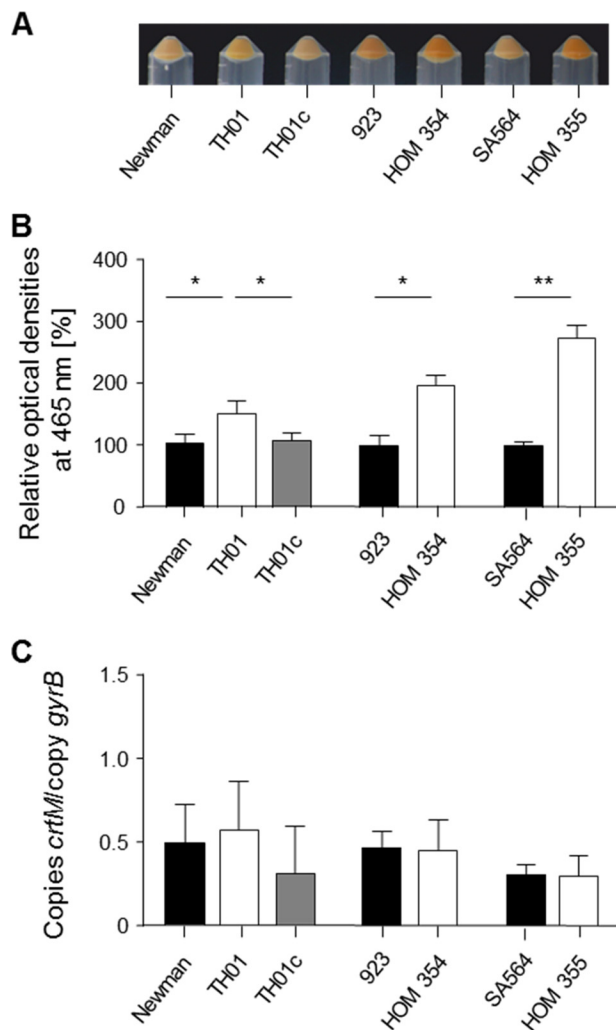 A
Newman
TH01
TH01c
923
HOM 354
SA564
HOM 355
B
Relative optical densities
at 465 nm [%]
400
300
200
100
0
*
*
*
**
Newman
TH01
TH01c
923
HOM 354
SA564
HOM 355
C
Copies crtM/copy gyrB
1.5
1.0
0.5
0
Newman
TH01
TH01c
923
HOM 354
SA564
HOM 355